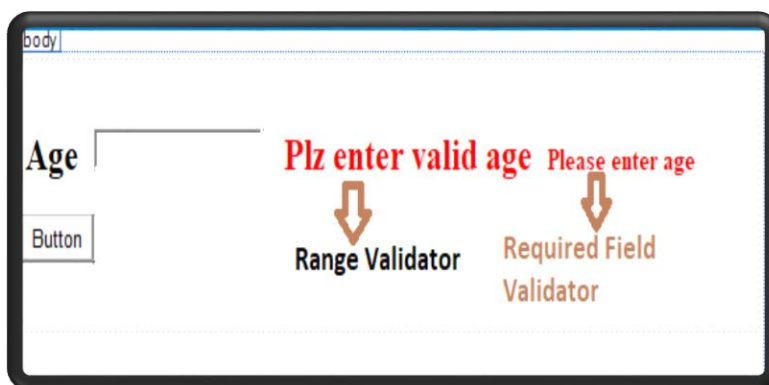 body
Age Plz enter valid age Please enter age
Button
Range Validator
Required Field
Validator